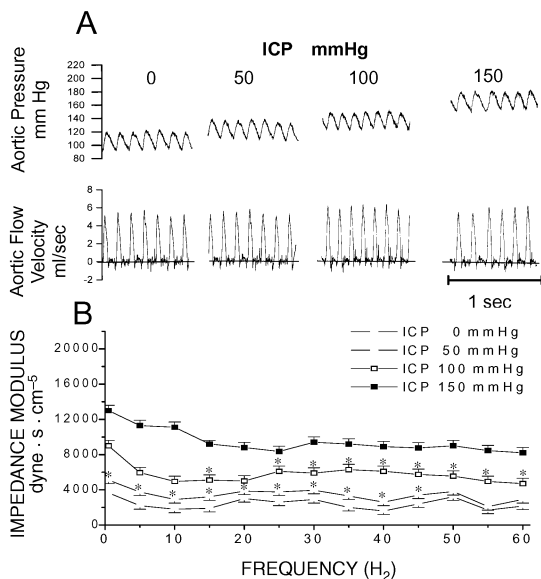 A
ICP mmHg
0
50
100
150
Aortic Pressure
mm Hg
220
200
180
160
140
120
100
80
Aortic Flow
Velocity
ml/sec
6
4
2
0
-2
1 sec
B
IMPEDANCE MODULUS
dyne · s · cm⁻⁵
20000
16000
12000
8000
4000
0
ICP 0 mmHg
ICP 50 mmHg
ICP 100 mmHg
ICP 150 mmHg
* * * * * * * * *
* * * * * * * * *
0 10 20 30 40 50 60
FREQUENCY (H₂)